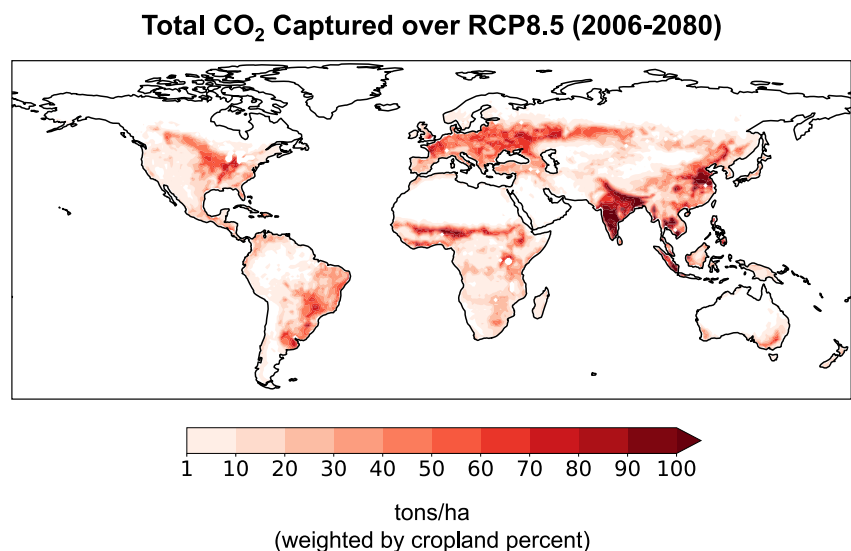 Total CO₂ Captured over RCP8.5 (2006-2080)
1 10 20 30 40 50 60 70 80 90 100
tons/ha
(weighted by cropland percent)